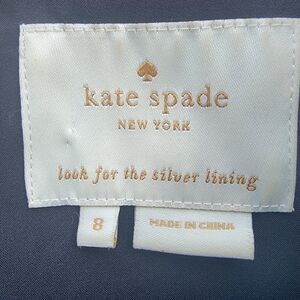 kate spade
NEW YORK
look for the silver lining
8
MADE IN CHINA